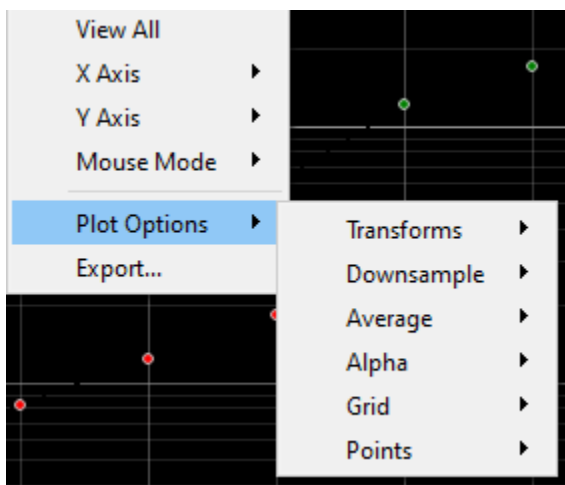 View All
X Axis
Y Axis
Mouse Mode
Plot Options
Export...
Transforms
Downsample
Average
Alpha
Grid
Points